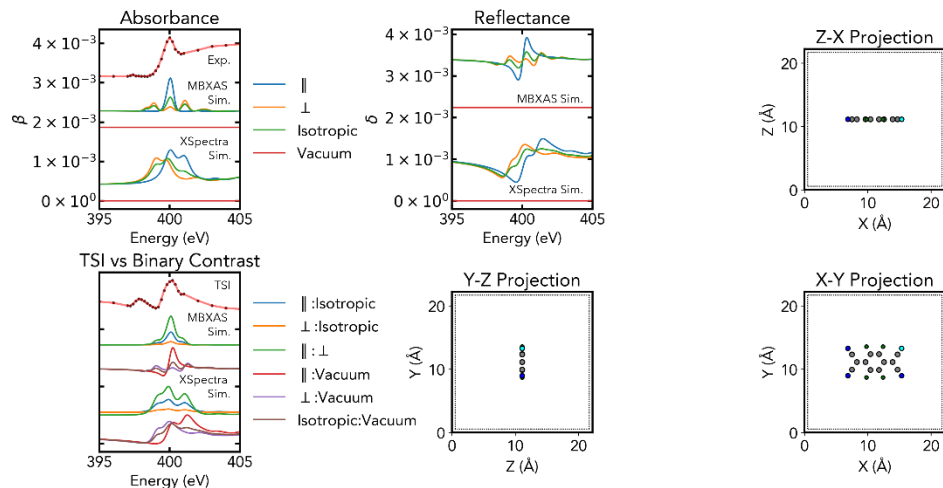 Absorbance
4 × 10⁻³
3 × 10⁻³
2 × 10⁻³
1 × 10⁻³
0 × 10⁰
β
Exp.
MBXAS
Sim.
XSpectra
Sim.
395
400
405
Energy (eV)
∥
⊥
Isotropic
Vacuum
Reflectance
4 × 10⁻³
3 × 10⁻³
2 × 10⁻³
1 × 10⁻³
0 × 10⁰
δ
MBXAS Sim.
XSpectra Sim.
395
400
405
Energy (eV)
Z-X Projection
20
10
0
Z (Å)
0
10
20
X (Å)
TSI vs Binary Contrast
TSI
MBXAS
Sim.
XSpectra
Sim.
395
400
405
Energy (eV)
∥:Isotropic
⊥:Isotropic
∥:⊥
∥:Vacuum
⊥:Vacuum
Isotropic:Vacuum
Y-Z Projection
20
10
0
Y (Å)
0
10
20
Z (Å)
X-Y Projection
20
10
0
Y (Å)
0
10
20
X (Å)